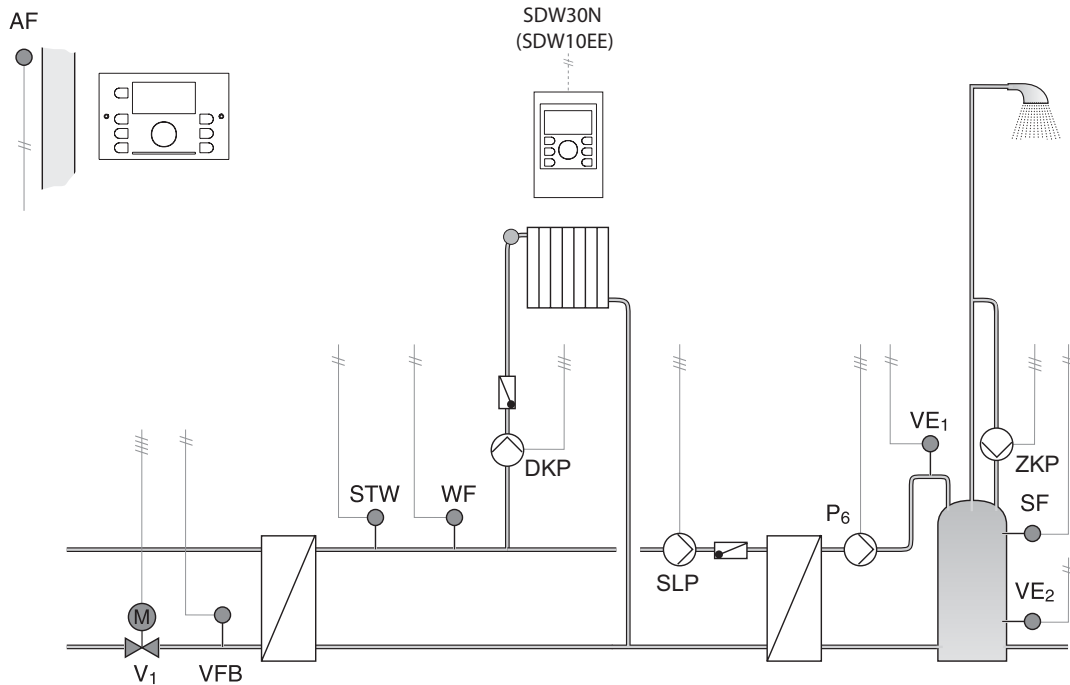 AF
SDW30N
(SDW10EE)
VE1
DKP
ZKP
STW
WF
SF
P6
SLP
VE2
M
V1
VFB